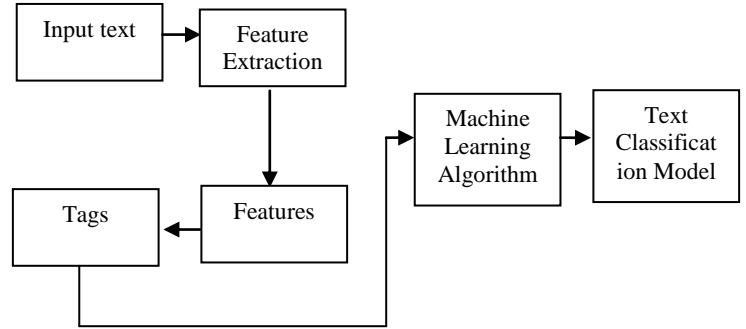 Input text
Feature
Extraction
Machine
Learning
Algorithm
Text
Classificat
ion Model
Tags
Features